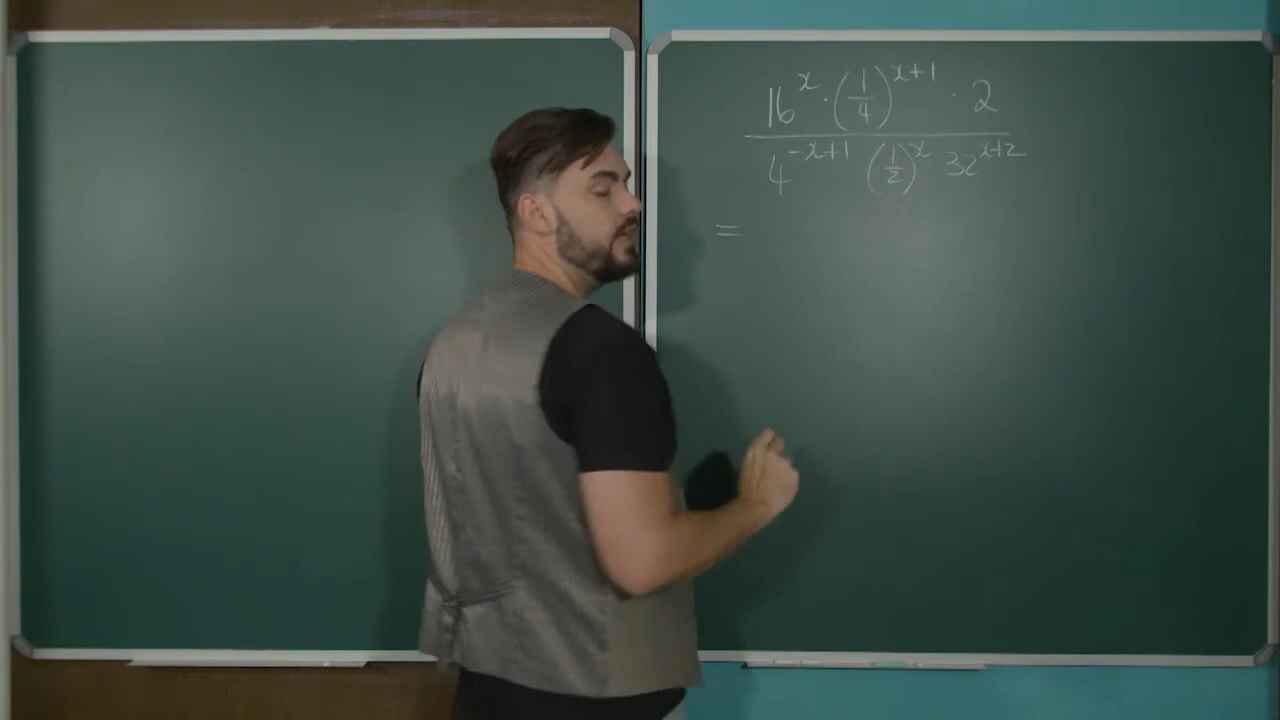 16^x · (1/4)^(x+1) · 2
4^(-x+1) (1/2)^x 32^(x+2)
=